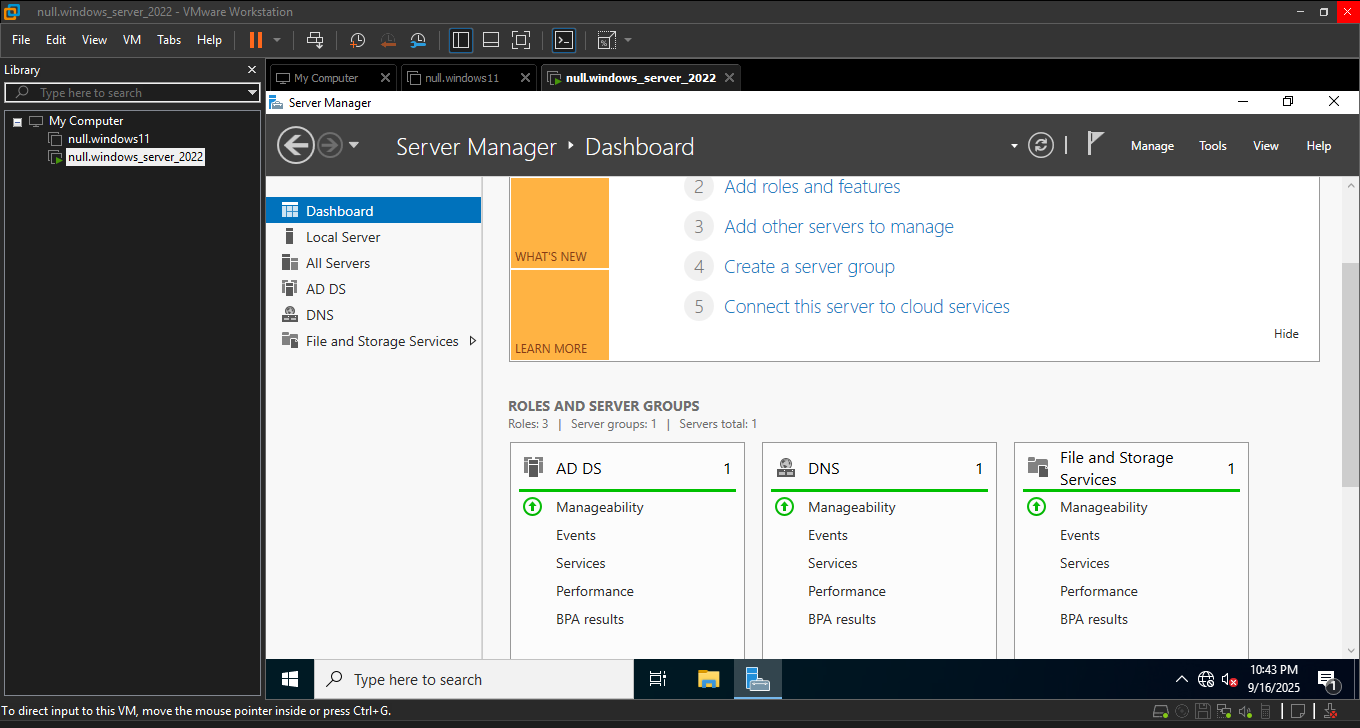 null.windows_server_2022 - VMware Workstation
File Edit View VM Tabs Help
Library
Type here to search
My Computer
null.windows11
null.windows_server_2022
My Computer
null.windows11
null.windows_server_2022
Server Manager
Server Manager Dashboard
Manage Tools View Help
Dashboard
Local Server
All Servers
AD DS
DNS
File and Storage Services
WHAT'S NEW
LEARN MORE
2 Add roles and features
3 Add other servers to manage
4 Create a server group
5 Connect this server to cloud services
Hide
ROLES AND SERVER GROUPS
Roles: 3 | Server groups: 1 | Servers total: 1
AD DS 1
Manageability
Events
Services
Performance
BPA results
DNS 1
Manageability
Events
Services
Performance
BPA results
File and Storage
Services 1
Manageability
Events
Services
Performance
BPA results
Type here to search
10:43 PM
9/16/2025
1
To direct input to this VM, move the mouse pointer inside or press Ctrl+G.